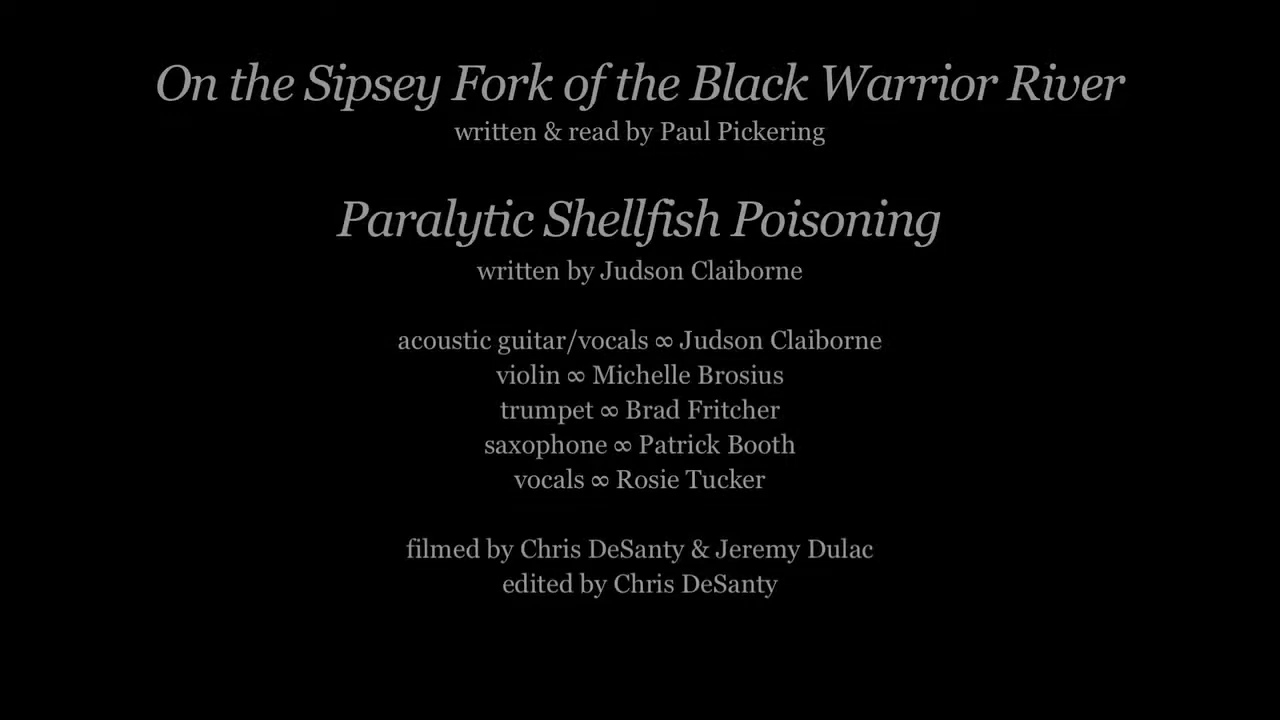 On the Sipsey Fork of the Black Warrior River
written & read by Paul Pickering
Paralytic Shellfish Poisoning
written by Judson Claiborne
acoustic guitar/vocals ∞ Judson Claiborne
violin ∞ Michelle Brosius
trumpet ∞ Brad Fritcher
saxophone ∞ Patrick Booth
vocals ∞ Rosie Tucker
filmed by Chris DeSanty & Jeremy Dulac
edited by Chris DeSanty